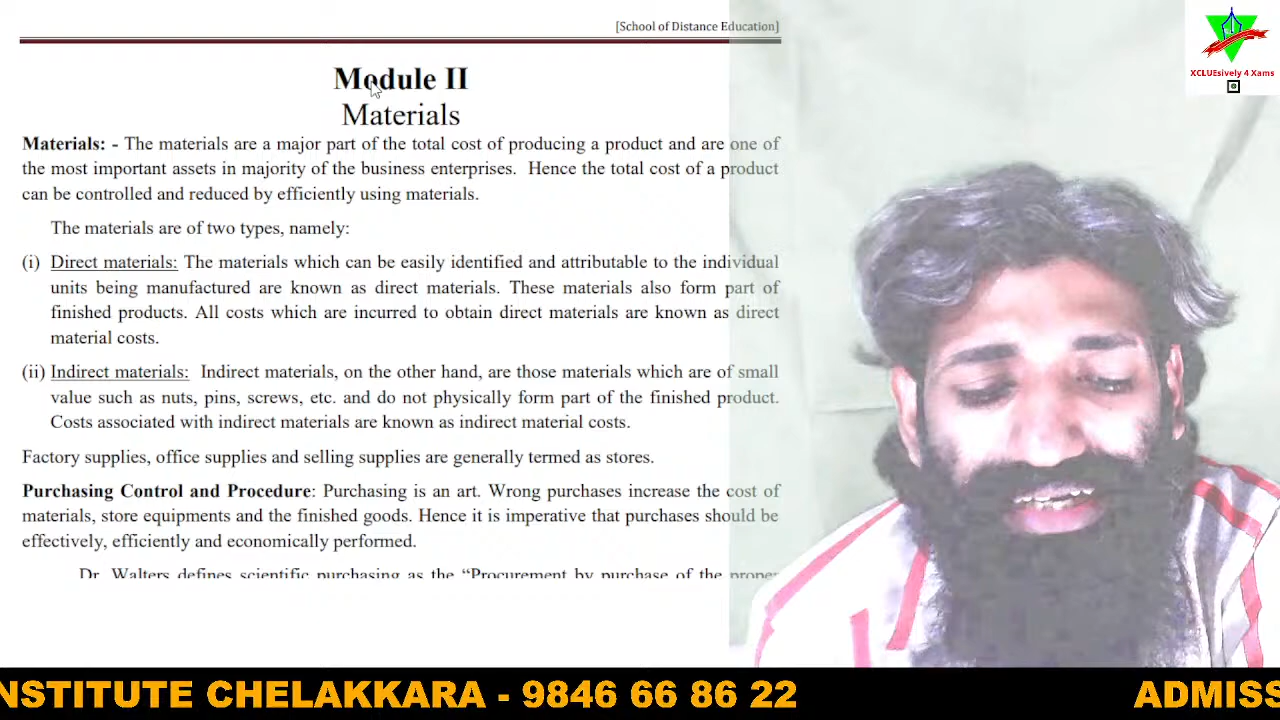 [School of Distance Education]
XCLUEsively 4 Xams
Module II
Materials
Materials: - The materials are a major part of the total cost of producing a product and are one of
the most important assets in majority of the business enterprises. Hence the total cost of a product
can be controlled and reduced by efficiently using materials.
The materials are of two types, namely:
(i) Direct materials: The materials which can be easily identified and attributable to the individual
units being manufactured are known as direct materials. These materials also form part of
finished products. All costs which are incurred to obtain direct materials are known as direct
material costs.
(ii) Indirect materials: Indirect materials, on the other hand, are those materials which are of small
value such as nuts, pins, screws, etc. and do not physically form part of the finished product.
Costs associated with indirect materials are known as indirect material costs.
Factory supplies, office supplies and selling supplies are generally termed as stores.
Purchasing Control and Procedure: Purchasing is an art. Wrong purchases increase the cost of
materials, store equipments and the finished goods. Hence it is imperative that purchases should be
effectively, efficiently and economically performed.
Dr. Walters defines scientific purchasing as the “Procurement by purchase of the proper
NSTITUTE CHELAKKARA - 9846 66 86 22 ADMISS